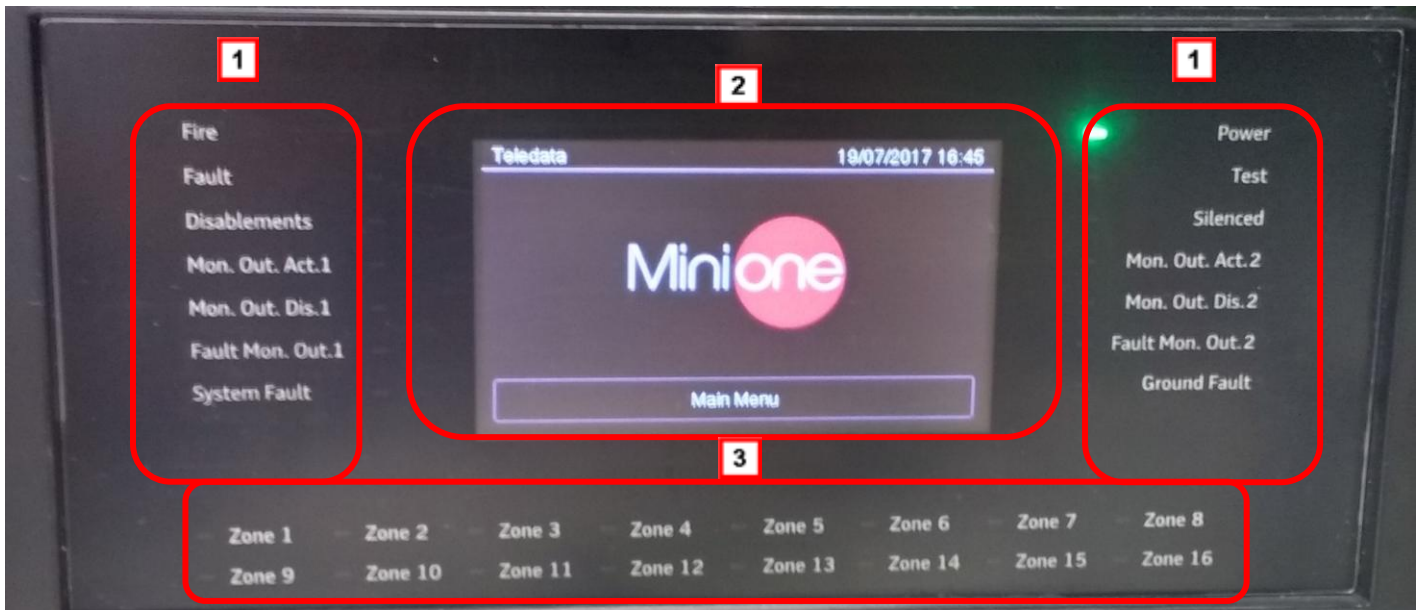 1
1
2
Fire
Fault
Disablements
Mon. Out. Act.1
Mon. Out. Dis.1
Fault Mon. Out.1
System Fault
Teledata 19/07/2017 16:45
Minione
Main Menu
Power
Test
Silenced
Mon. Out. Act.2
Mon. Out. Dis.2
Fault Mon. Out.2
Ground Fault
3
Zone 1 Zone 2 Zone 3 Zone 4 Zone 5 Zone 6 Zone 7 Zone 8
Zone 9 Zone 10 Zone 11 Zone 12 Zone 13 Zone 14 Zone 15 Zone 16